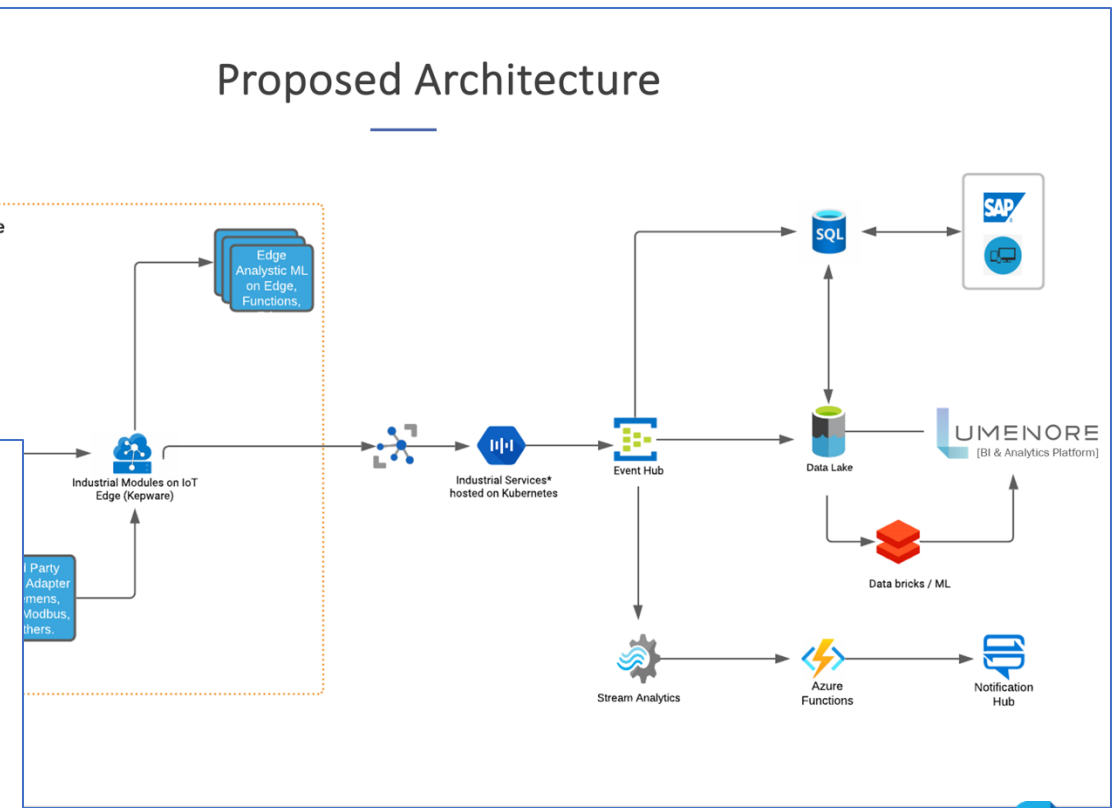 Proposed Architecture
e
Edge
Analystic ML
on Edge,
Functions,
SAP
SQL
Industrial Modules on IoT
Edge (Kepware)
Industrial Services*
hosted on Kubernetes
Event Hub
Data Lake
LUMENORE
[BI & Analytics Platform]
Party
Adapter
emens,
Modbus,
thers.
Data bricks / ML
Stream Analytics
Azure
Functions
Notification
Hub